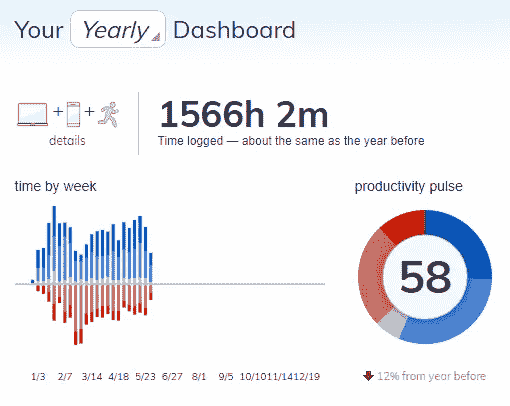 Your Yearly Dashboard
+ +
details
1566h 2m
Time logged — about the same as the year before
time by week
productivity pulse
58
1/3 2/7 3/14 4/18 5/23 6/27 8/1 9/5 10/10 11/14 12/19
12% from year before